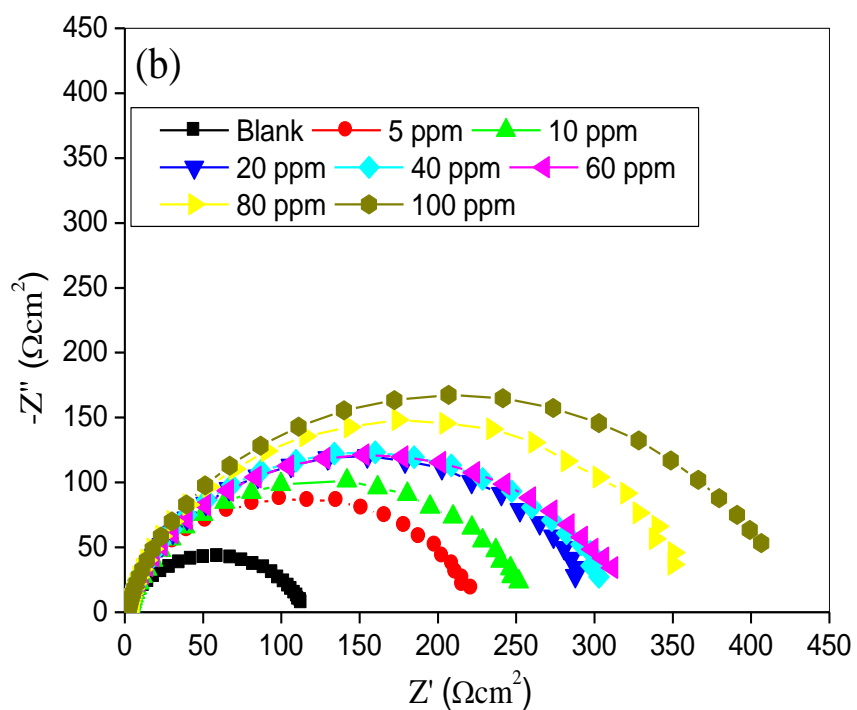 (b)
Blank 5 ppm 10 ppm
20 ppm 40 ppm 60 ppm
80 ppm 100 ppm
450
400
350
300
250
200
150
100
50
0
-Z" (Ωcm²)
0 50 100 150 200 250 300 350 400 450
Z' (Ωcm²)